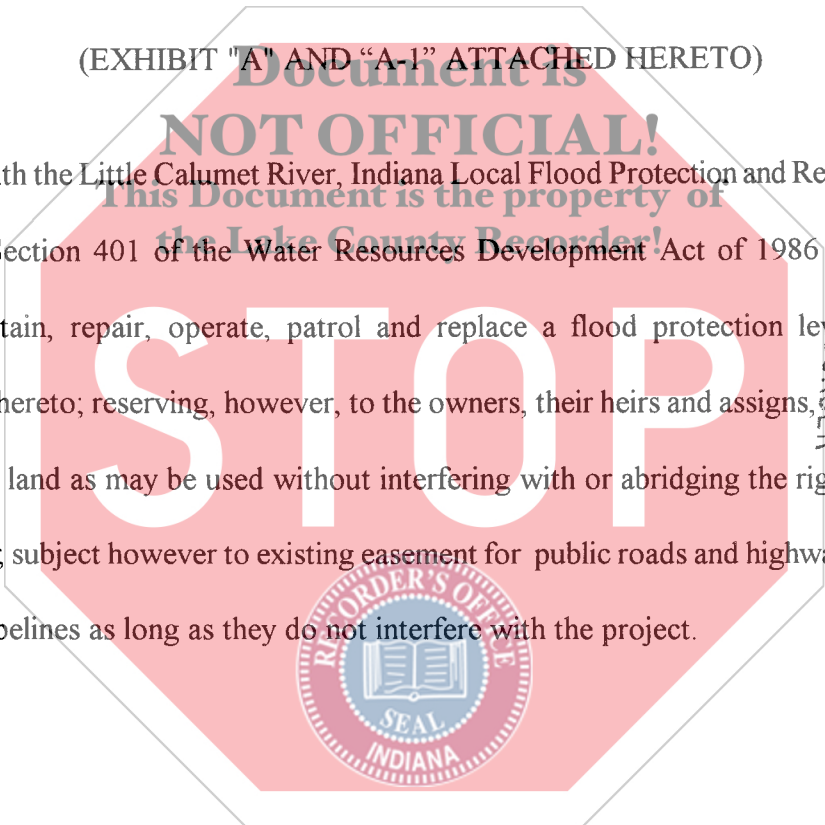 (EXHIBIT "A" AND “A-1” ATTACHED HERETO)
Document is
NOT OFFICIAL!
th the Little Calumet River, Indiana Local Flood Protection and Re
This Document is the property of
ection 401 of the Water Resources Development Act of 1986
the Lake County Recorder!
tain, repair, operate, patrol and replace a flood protection le
STOP
hereto; reserving, however, to the owners, their heirs and assigns,
land as may be used without interfering with or abridging the rig
; subject however to existing easement for public roads and highwa
pelines as long as they do not interfere with the project.
RECORDER'S OFFICE
SEAL
INDIANA